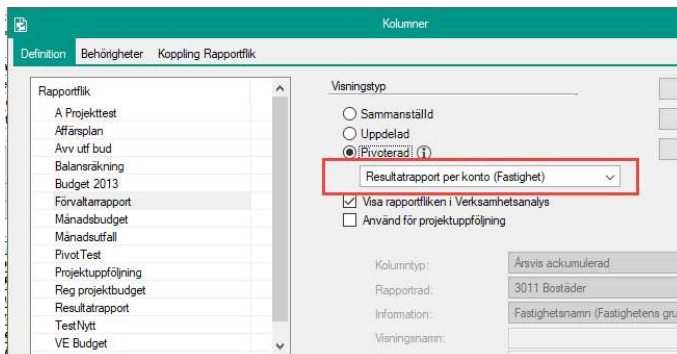 Kolumner
Definition Behörigheter Koppling Rapportflik
Rapportflik
A Projekttest
Affärsplan
Avv utf bud
Balansräkning
Budget 2013
Förvaltarrapport
Månadsbudget
Månadsutfall
PivotTest
Projektuppföljning
Reg projektbudget
Resultatrapport
TestNytt
VE Budget
Visningstyp
Sammanställd
Uppdelad
Pivoterad
Resultatrapport per konto (Fastighet)
Visa rapportfliken i Verksamhetsanalys
Använd för projektuppföljning
Kolumntyp: Årsvis ackumulerad
Rapportrad: 3011 Bostäder
Information: Fastighetsnamn (Fastighetens gru
Visningsnamn: